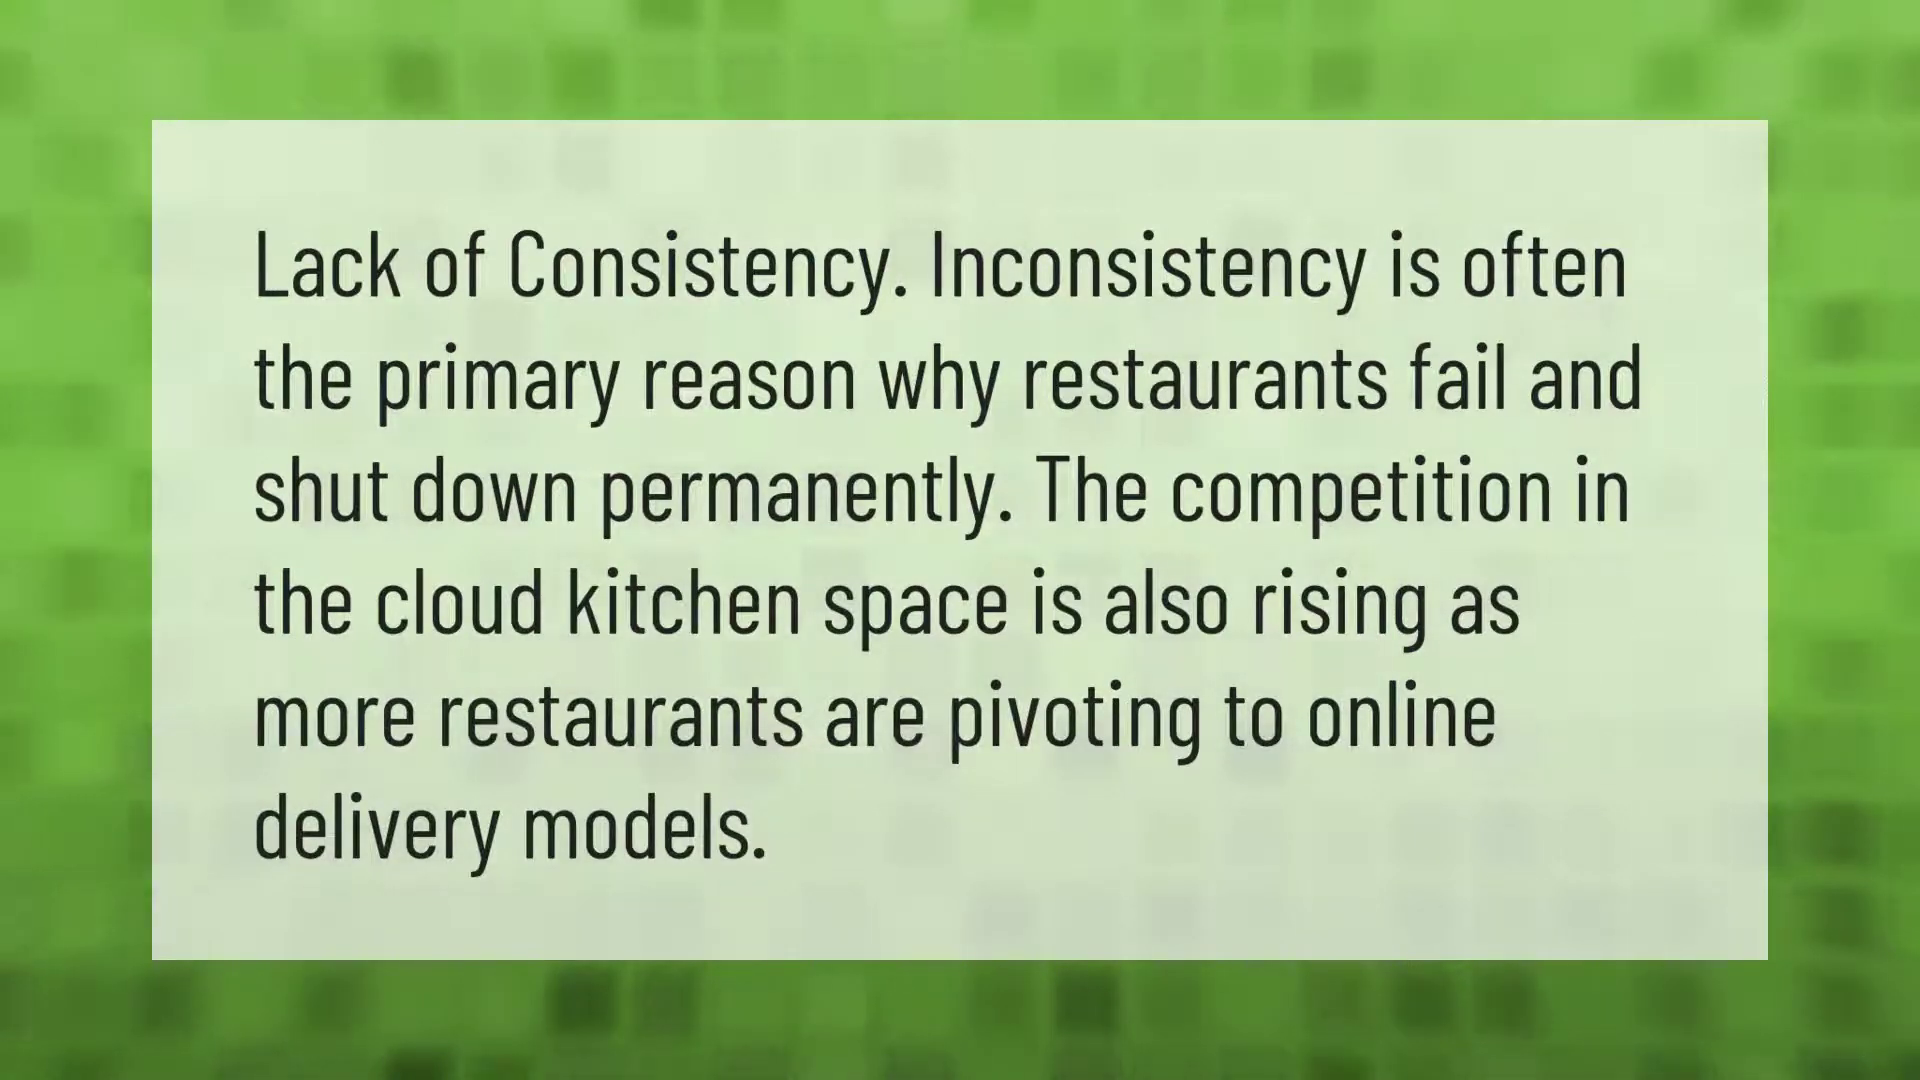 Lack of Consistency. Inconsistency is often
the primary reason why restaurants fail and
shut down permanently. The competition in
the cloud kitchen space is also rising as
more restaurants are pivoting to online
delivery models.